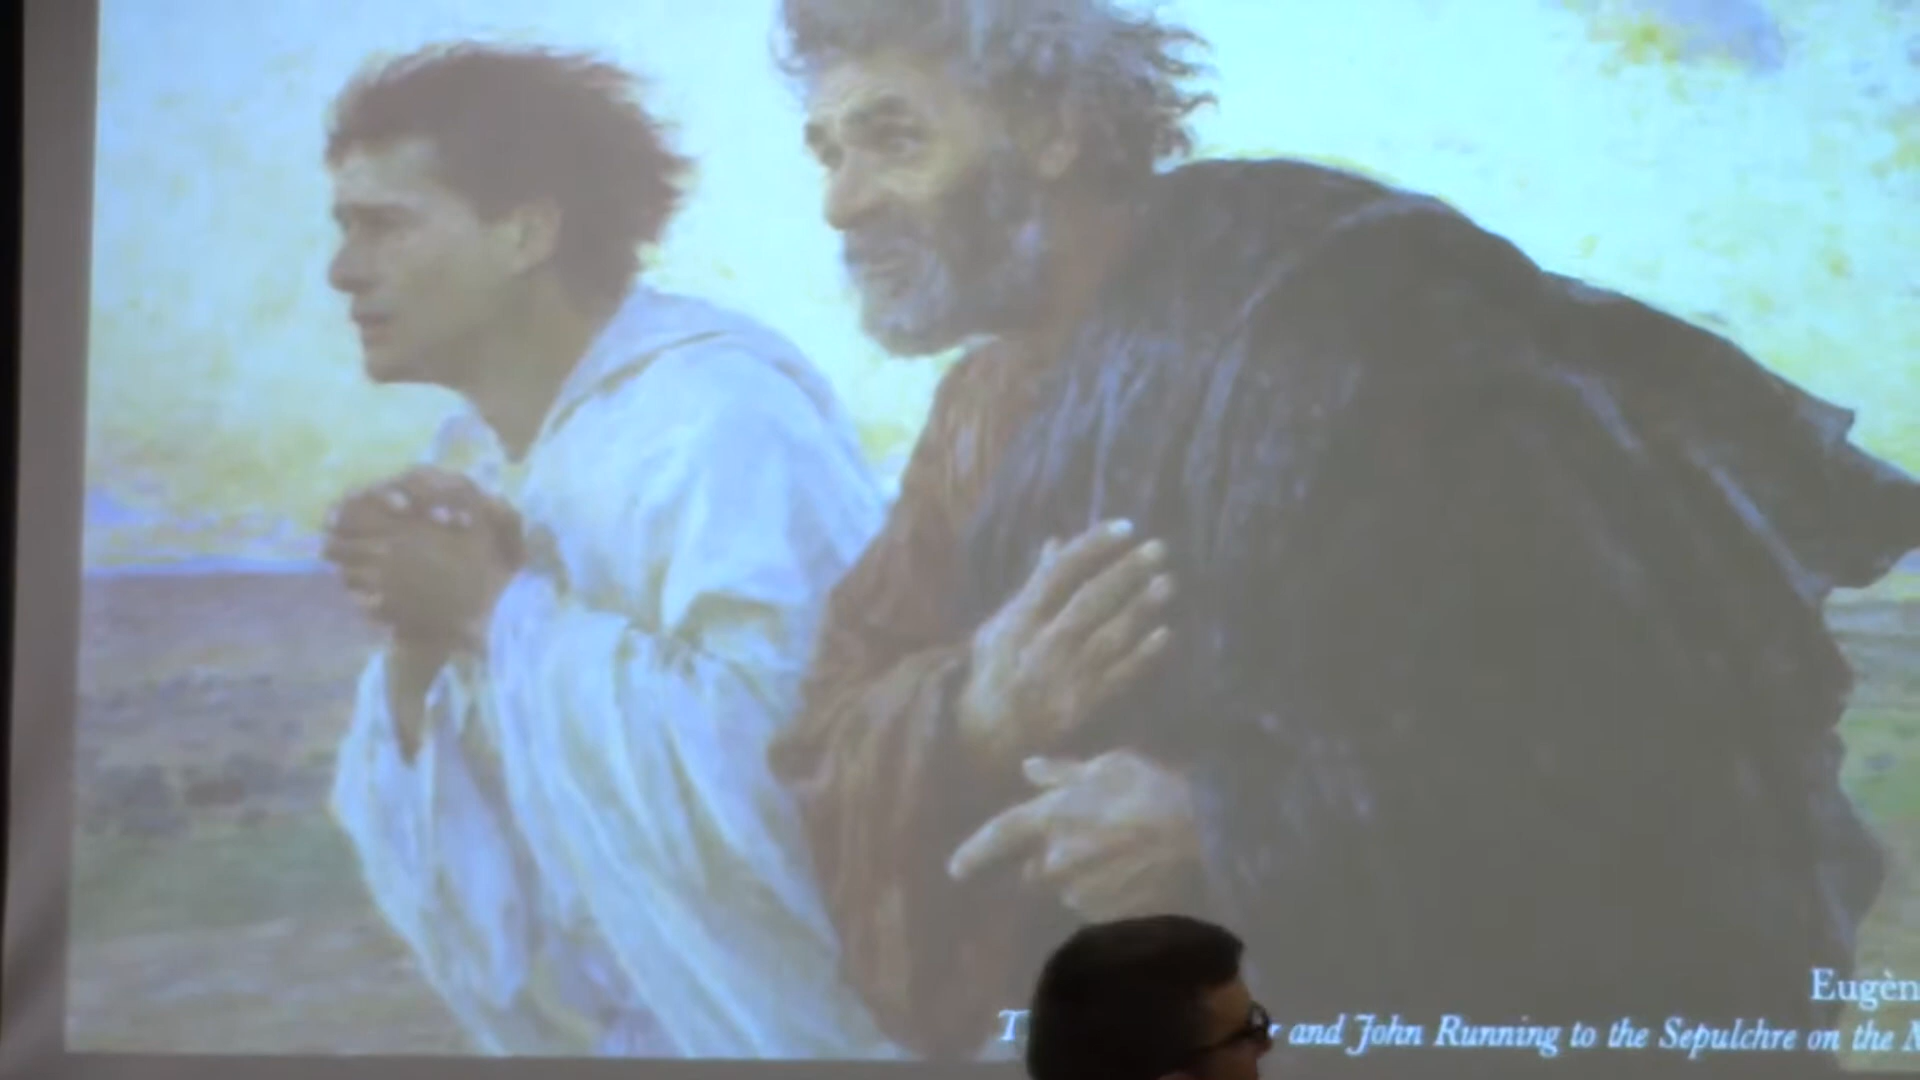 Eugèn
r and John Running to the Sepulchre on the